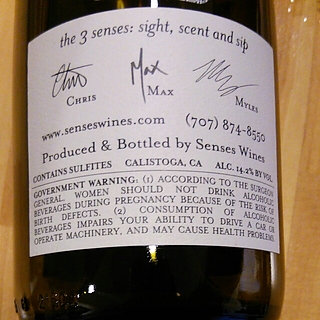 the 3 senses: sight, scent and sip
Max
Chris Max Myles
www.senseswines.com (707) 874-8550
Produced & Bottled by Senses Wines
CONTAINS SULFITES CALISTOGA, CA ALC. 14.2% BY VOL.
GOVERNMENT WARNING: (1) ACCORDING TO THE SURGEON
GENERAL, WOMEN SHOULD NOT DRINK ALCOHOLIC
BEVERAGES DURING PREGNANCY BECAUSE OF THE RISK OF
BIRTH DEFECTS. (2) CONSUMPTION OF ALCOHOLIC
BEVERAGES IMPAIRS YOUR ABILITY TO DRIVE A CAR OR
OPERATE MACHINERY, AND MAY CAUSE HEALTH PROBLEMS.